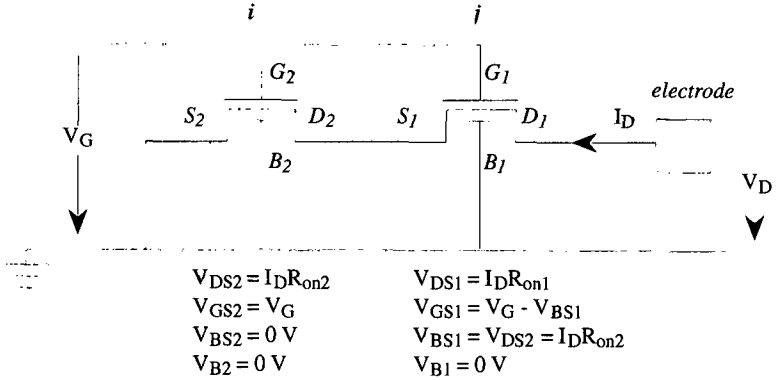 i j
G2 G1
electrode
S2 D2 S1 D1 ID
VG
B2 B1
VD
VDS2 = IDRon2
VGS2 = VG
VBS2 = 0 V
VB2 = 0 V
VDS1 = IDRon1
VGS1 = VG - VBS1
VBS1 = VDS2 = IDRon2
VB1 = 0 V